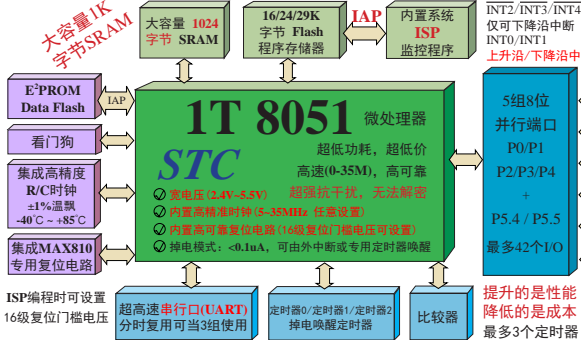 大容量1K
字节SRAM
大容量 1024
字节 SRAM
16/24/29K
字节 Flash
程序存储器
IAP
内置系统
ISP
监控程序
INT2/INT3/INT4
仅可下降沿中断
INT0/INT1
上升沿/下降沿中
E²PROM
Data Flash
IAP
看门狗
集成高精度
R/C时钟
±1%温飘
-40℃ ~ +85℃
集成MAX810
专用复位电路
ISP编程时可设置
16级复位门槛电压
1T 8051 微处理器
STC
超低功耗，超低价
高速(0-35M)，高可靠
超强抗干扰，无法解密
宽电压(2.4V~5.5V)
内置高精准时钟(5~35MHz 任意设置)
内置高可靠复位电路(16级复位门槛电压可设置)
掉电模式：<0.1uA，可由外中断或专用定时器唤醒
5组8位
并行端口
P0/P1
P2/P3/P4
+
P5.4 / P5.5
最多42个I/O
超高速串行口(UART)
分时复用可当3组使用
定时器0/定时器1/定时器2
掉电唤醒定时器
比较器
提升的是性能
降低的是成本
最多3个定时器